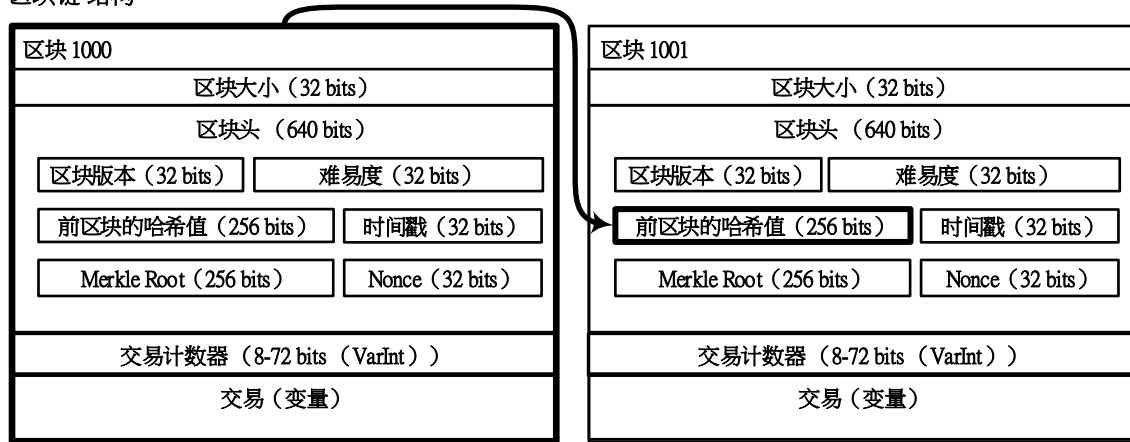 区块链 结构
区块 1000
区块大小（32 bits）
区块头 （640 bits）
区块版本（32 bits）
难易度（32 bits）
前区块的哈希值（256 bits）
时间戳（32 bits）
Merkle Root（256 bits）
Nonce（32 bits）
交易计数器（8-72 bits（VarInt））
交易（变量）
区块 1001
区块大小（32 bits）
区块头 （640 bits）
区块版本（32 bits）
难易度（32 bits）
前区块的哈希值（256 bits）
时间戳（32 bits）
Merkle Root（256 bits）
Nonce（32 bits）
交易计数器（8-72 bits（VarInt））
交易（变量）